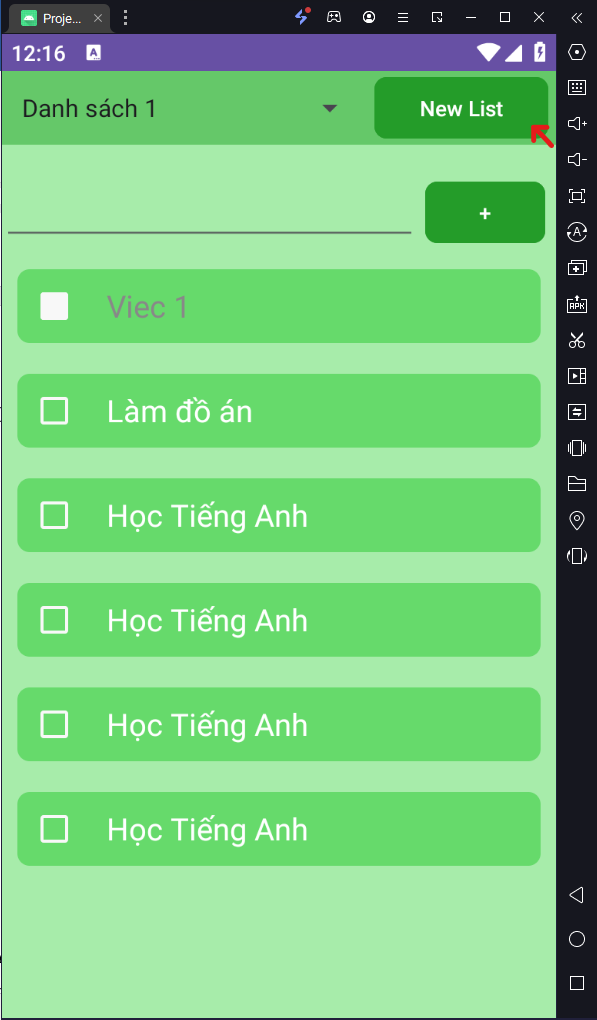 Proje...
12:16
A
Danh sách 1
New List
+
Viec 1
Làm đồ án
Học Tiếng Anh
Học Tiếng Anh
Học Tiếng Anh
Học Tiếng Anh
A
APK